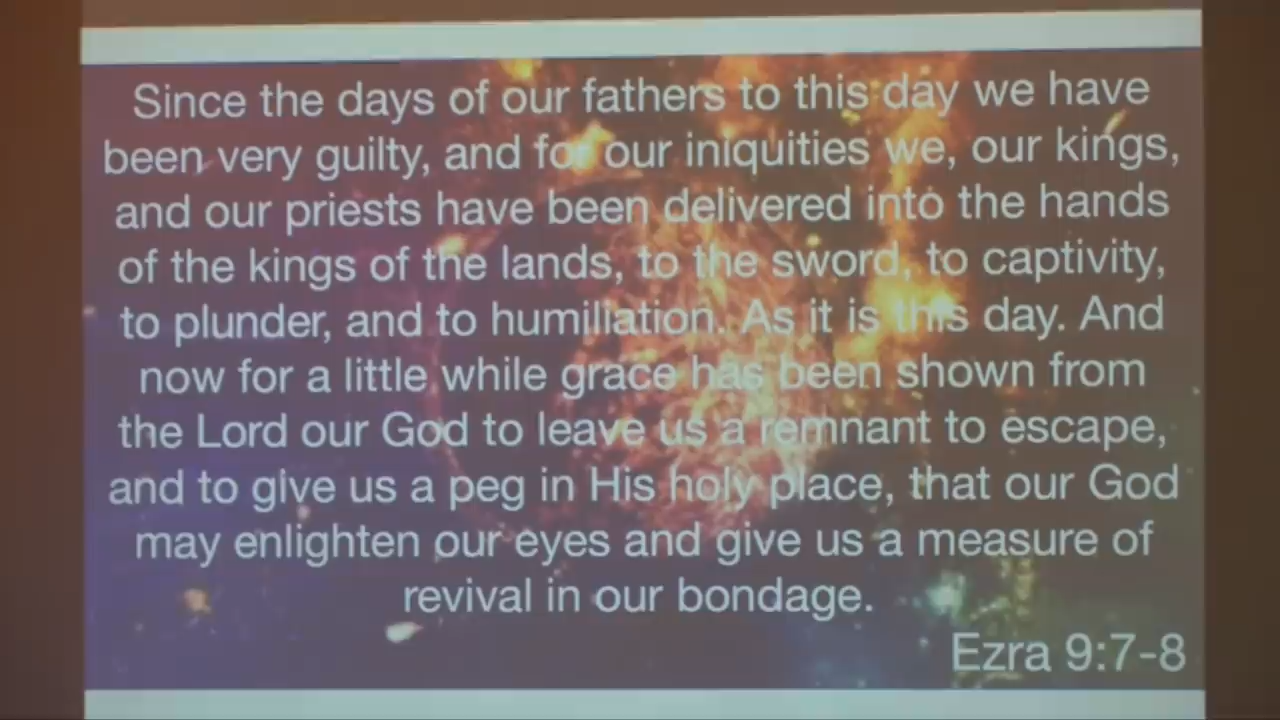 Since the days of our fathers to this day we have
been very guilty, and for our iniquities we, our kings,
and our priests have been delivered into the hands
of the kings of the lands, to the sword, to captivity,
to plunder, and to humiliation. As it is this day. And
now for a little while grace has been shown from
the Lord our God to leave us a remnant to escape,
and to give us a peg in His holy place, that our God
may enlighten our eyes and give us a measure of
revival in our bondage.
Ezra 9:7-8